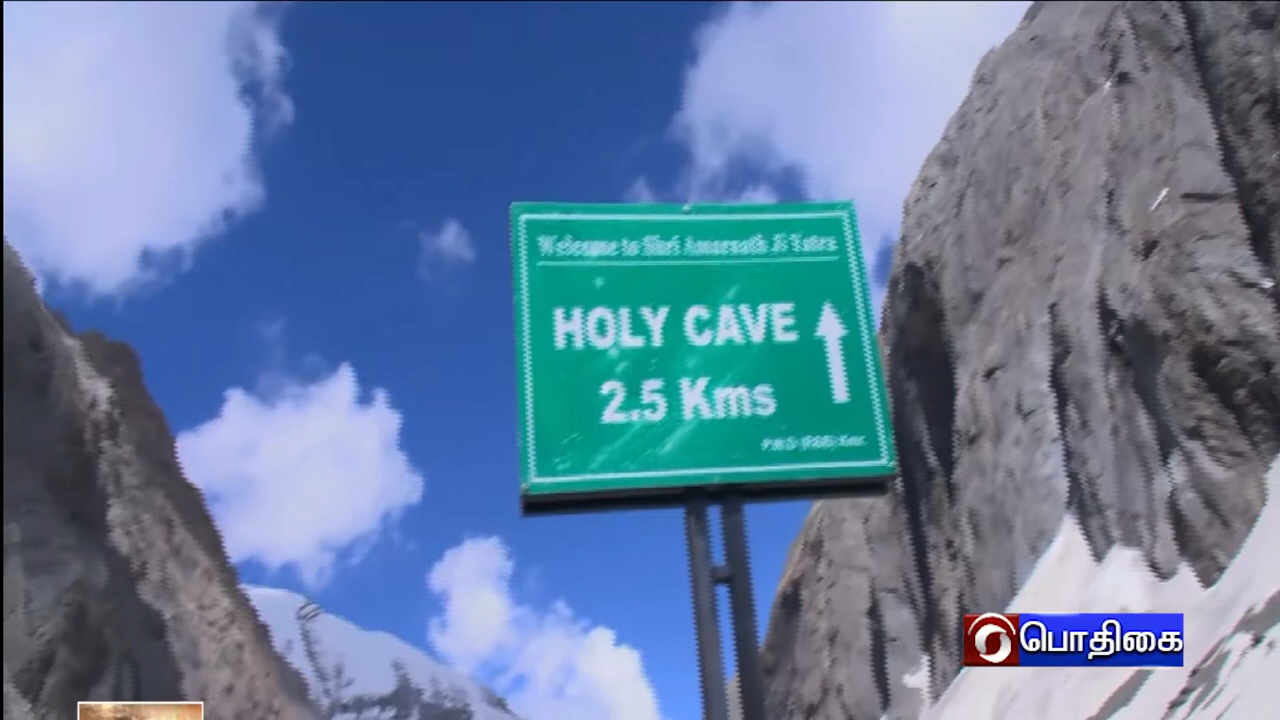 Welcome to Shri Amarnath Ji Yatra
HOLY CAVE
2.5 Kms
பொதிகை